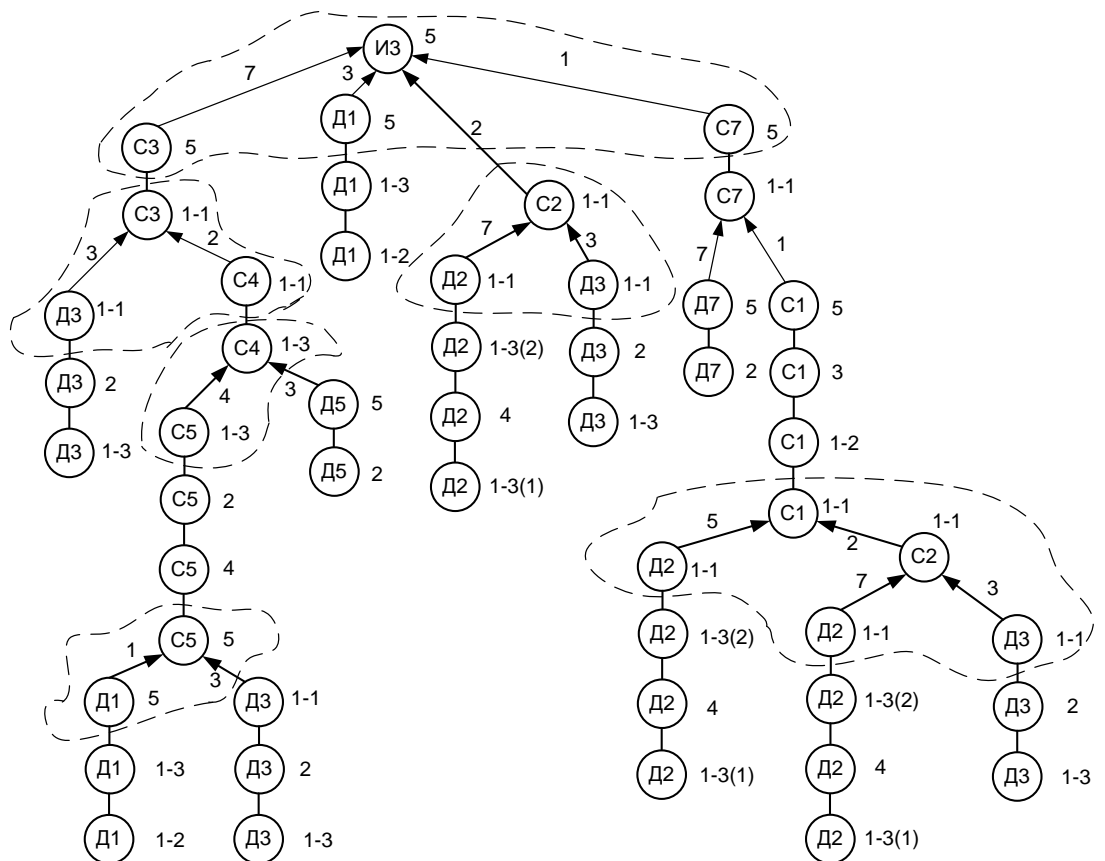 И3 5
7 3 1
Д1 5
С7 5
2
С3 5
Д1 1-3
С7 1-1
С3 1-1
С2 1-1
3 2
7 3
7 1
Д1 1-2
С4 1-1
Д2 1-1
Д3 1-1
Д3 1-1
Д7 5
С1 5
С4 1-3
Д2 1-3(2)
Д3 2
Д7 2
С1 3
Д3 2
4 3
Д5 5
Д2 4
Д3 1-3
С5 1-3
С1 1-2
Д3 1-3
Д5 2
Д2 1-3(1)
С5 2
С1 1-1
5 2
С2 1-1
С5 4
Д2 1-1
7 3
С5 5
1 3
Д2 1-3(2)
Д2 1-1
Д3 1-1
Д1 5
Д3 1-1
Д2 4
Д2 1-3(2)
Д3 2
Д1 1-3
Д3 2
Д2 1-3(1)
Д2 4
Д3 1-3
Д1 1-2
Д3 1-3
Д2 1-3(1)